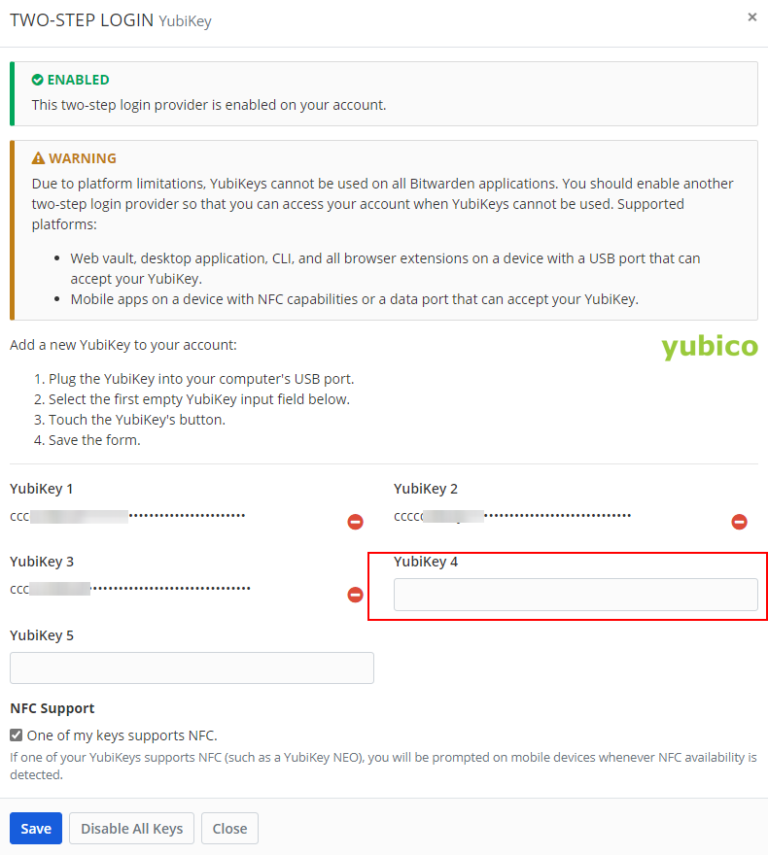 TWO-STEP LOGIN YubiKey ×
ENABLED
This two-step login provider is enabled on your account.
WARNING
Due to platform limitations, YubiKeys cannot be used on all Bitwarden applications. You should enable another
two-step login provider so that you can access your account when YubiKeys cannot be used. Supported
platforms:
• Web vault, desktop application, CLI, and all browser extensions on a device with a USB port that can
accept your YubiKey.
• Mobile apps on a device with NFC capabilities or a data port that can accept your YubiKey.
Add a new YubiKey to your account:
yubico
1. Plug the YubiKey into your computer's USB port.
2. Select the first empty YubiKey input field below.
3. Touch the YubiKey's button.
4. Save the form.
YubiKey 1
ccc
YubiKey 2
cccc
YubiKey 3
ccc
YubiKey 4
YubiKey 5
NFC Support
One of my keys supports NFC.
If one of your YubiKeys supports NFC (such as a YubiKey NEO), you will be prompted on mobile devices whenever NFC availability is
detected.
Save Disable All Keys Close